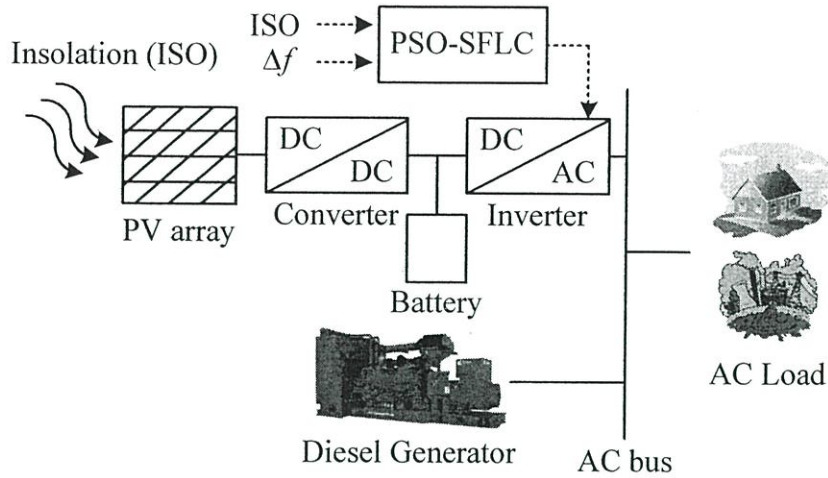 ISO
Δf
PSO-SFLC
Insolation (ISO)
DC
DC
DC
AC
PV array
Converter
Inverter
Battery
AC Load
Diesel Generator
AC bus